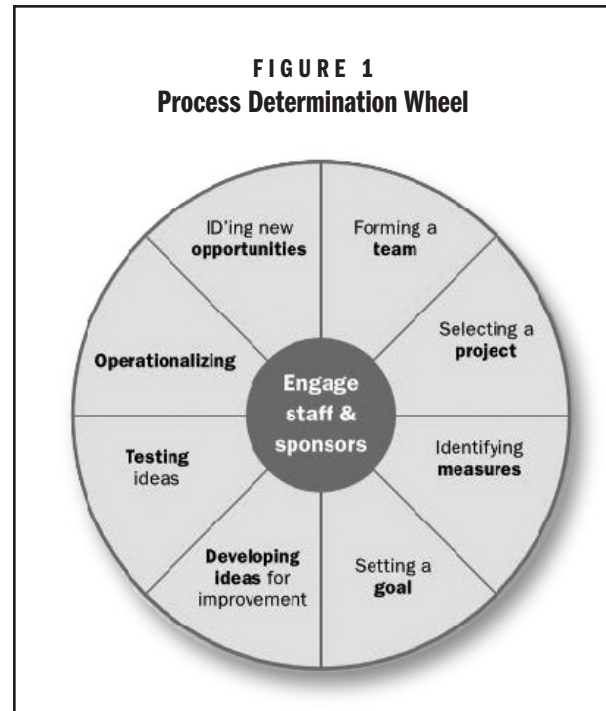 FIGURE 1
Process Determination Wheel
ID'ing new
opportunities
Forming a
team
Selecting a
project
Identifying
measures
Setting a
goal
Developing
ideas for
improvement
Testing
ideas
Operationalizing
Engage
staff &
sponsors